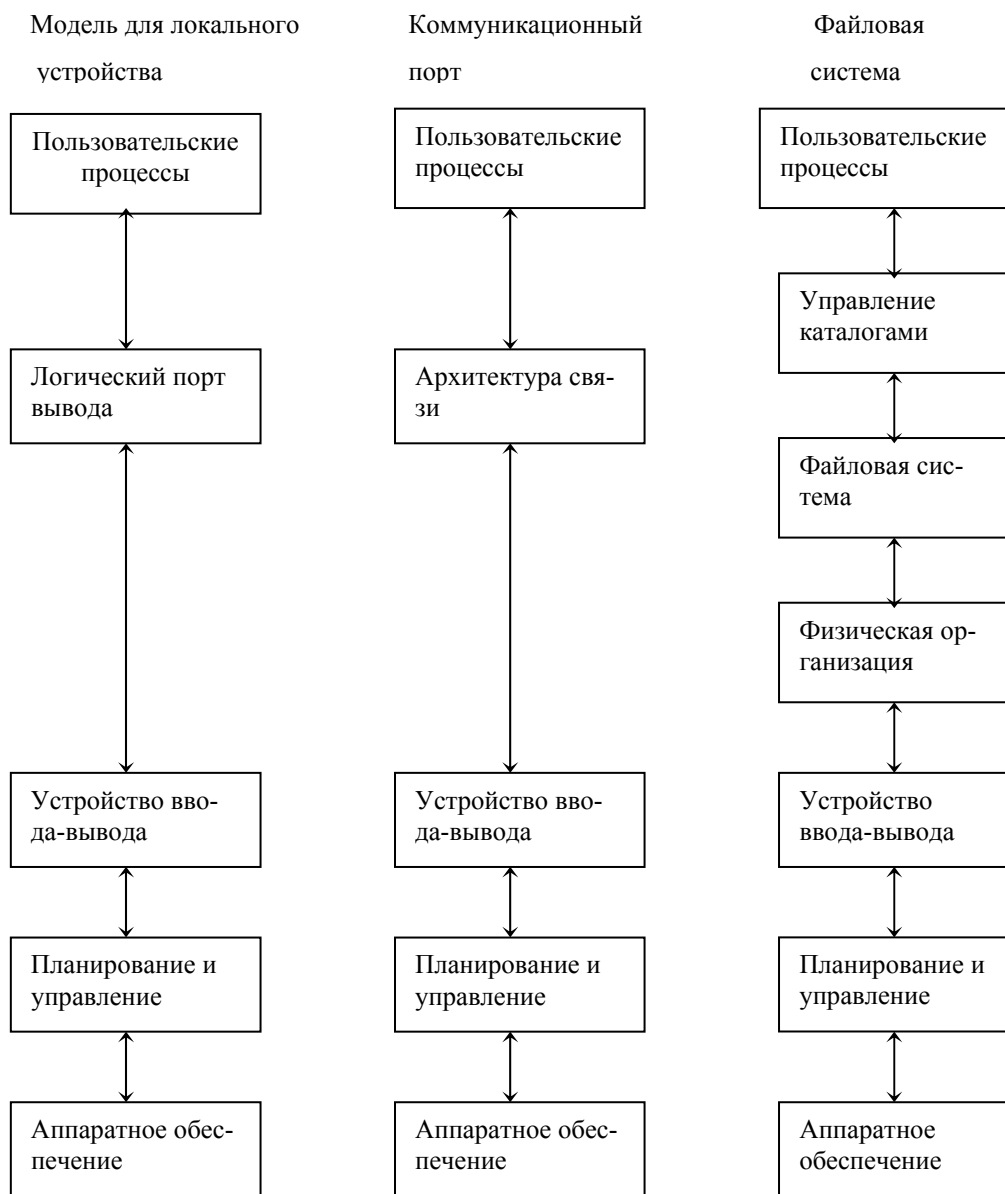 Модель для локального
устройства
Пользовательские
процессы
Логический порт
вывода
Устройство вво-
да-вывода
Планирование и
управление
Аппаратное обес-
печение
Коммуникационный
порт
Пользовательские
процессы
Архитектура свя-
зи
Устройство вво-
да-вывода
Планирование и
управление
Аппаратное обес-
печение
Файловая
система
Пользовательские
процессы
Управление
каталогами
Файловая сис-
тема
Физическая ор-
ганизация
Устройство
ввода-вывода
Планирование и
управление
Аппаратное
обеспечение